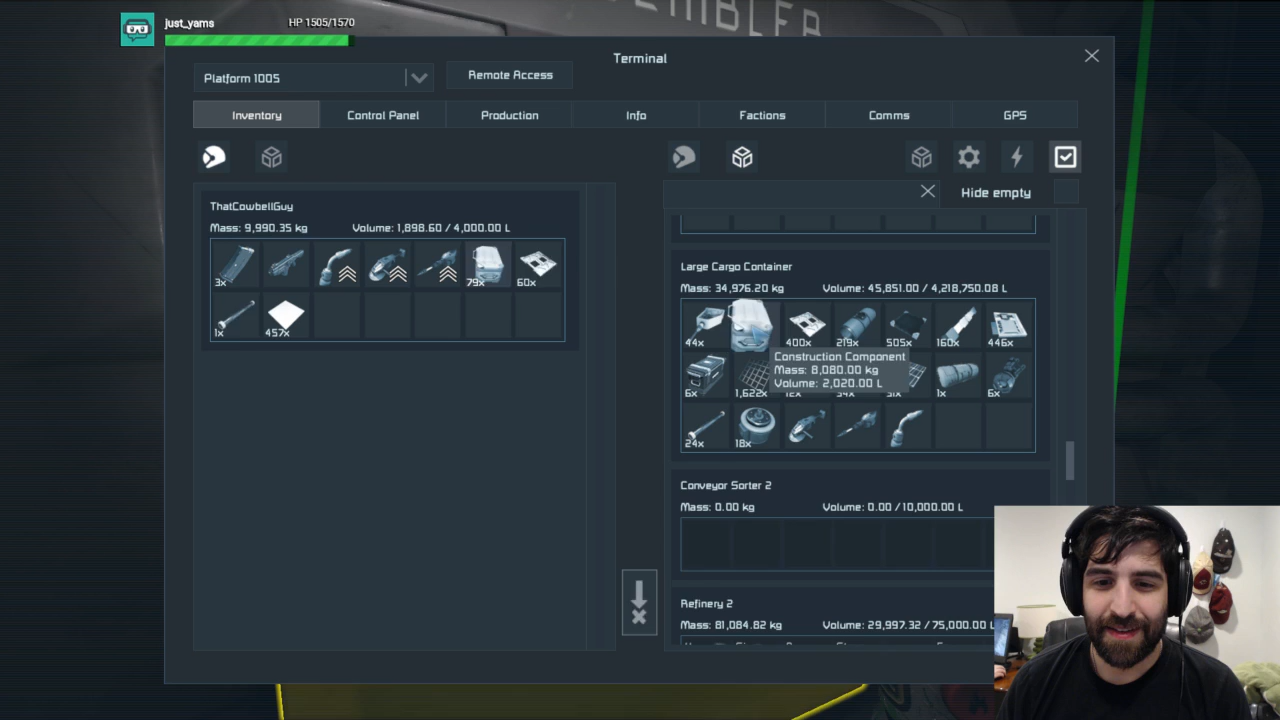 EMBLER
just_yams
HP 1505/1570
Terminal
Platform 1005
Remote Access
Inventory
Control Panel
Production
Info
Factions
Comms
GPS
Hide empty
ThatCowbellGuy
Mass: 9,990.35 kg
Volume: 1,898.60 / 4,000.00 L
3x
79x
60x
1x
457x
Large Cargo Container
Mass: 34,976.20 kg
Volume: 45,851.00 / 4,218,750.08 L
44x
400x
219x
505x
160x
446x
Construction Component
Mass: 8,080.00 kg
Volume: 2,020.00 L
6x
1,622x
12x
34x
31x
1x
6x
24x
18x
Conveyor Sorter 2
Mass: 0.00 kg
Volume: 0.00 / 10,000.00 L
Refinery 2
Mass: 81,084.82 kg
Volume: 29,997.32 / 75,000.00 L